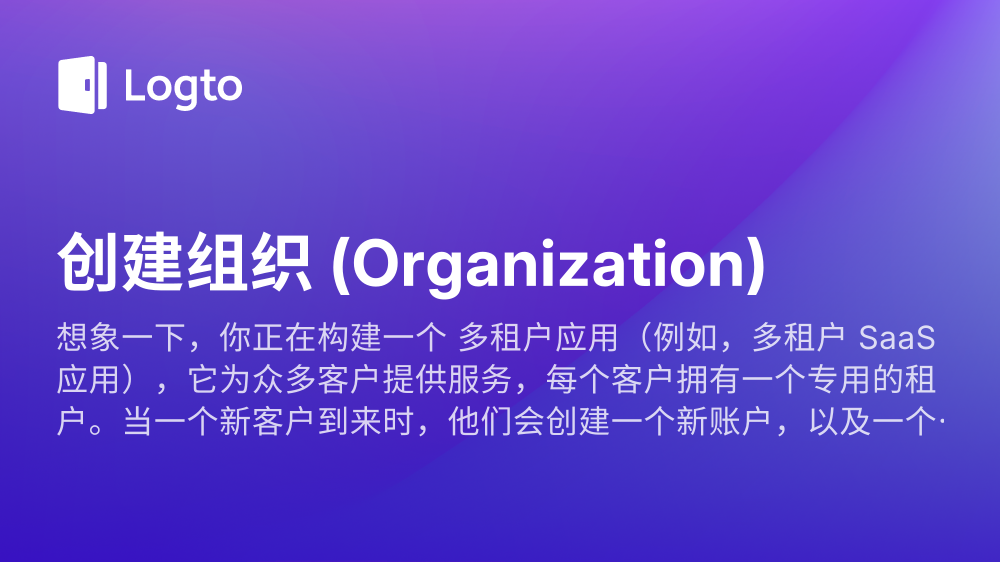 Logto
创建组织 (Organization)
想象一下，你正在构建一个 多租户应用（例如，多租户 SaaS
应用），它为众多客户提供服务，每个客户拥有一个专用的租
户。当一个新客户到来时，他们会创建一个新账户，以及一个·